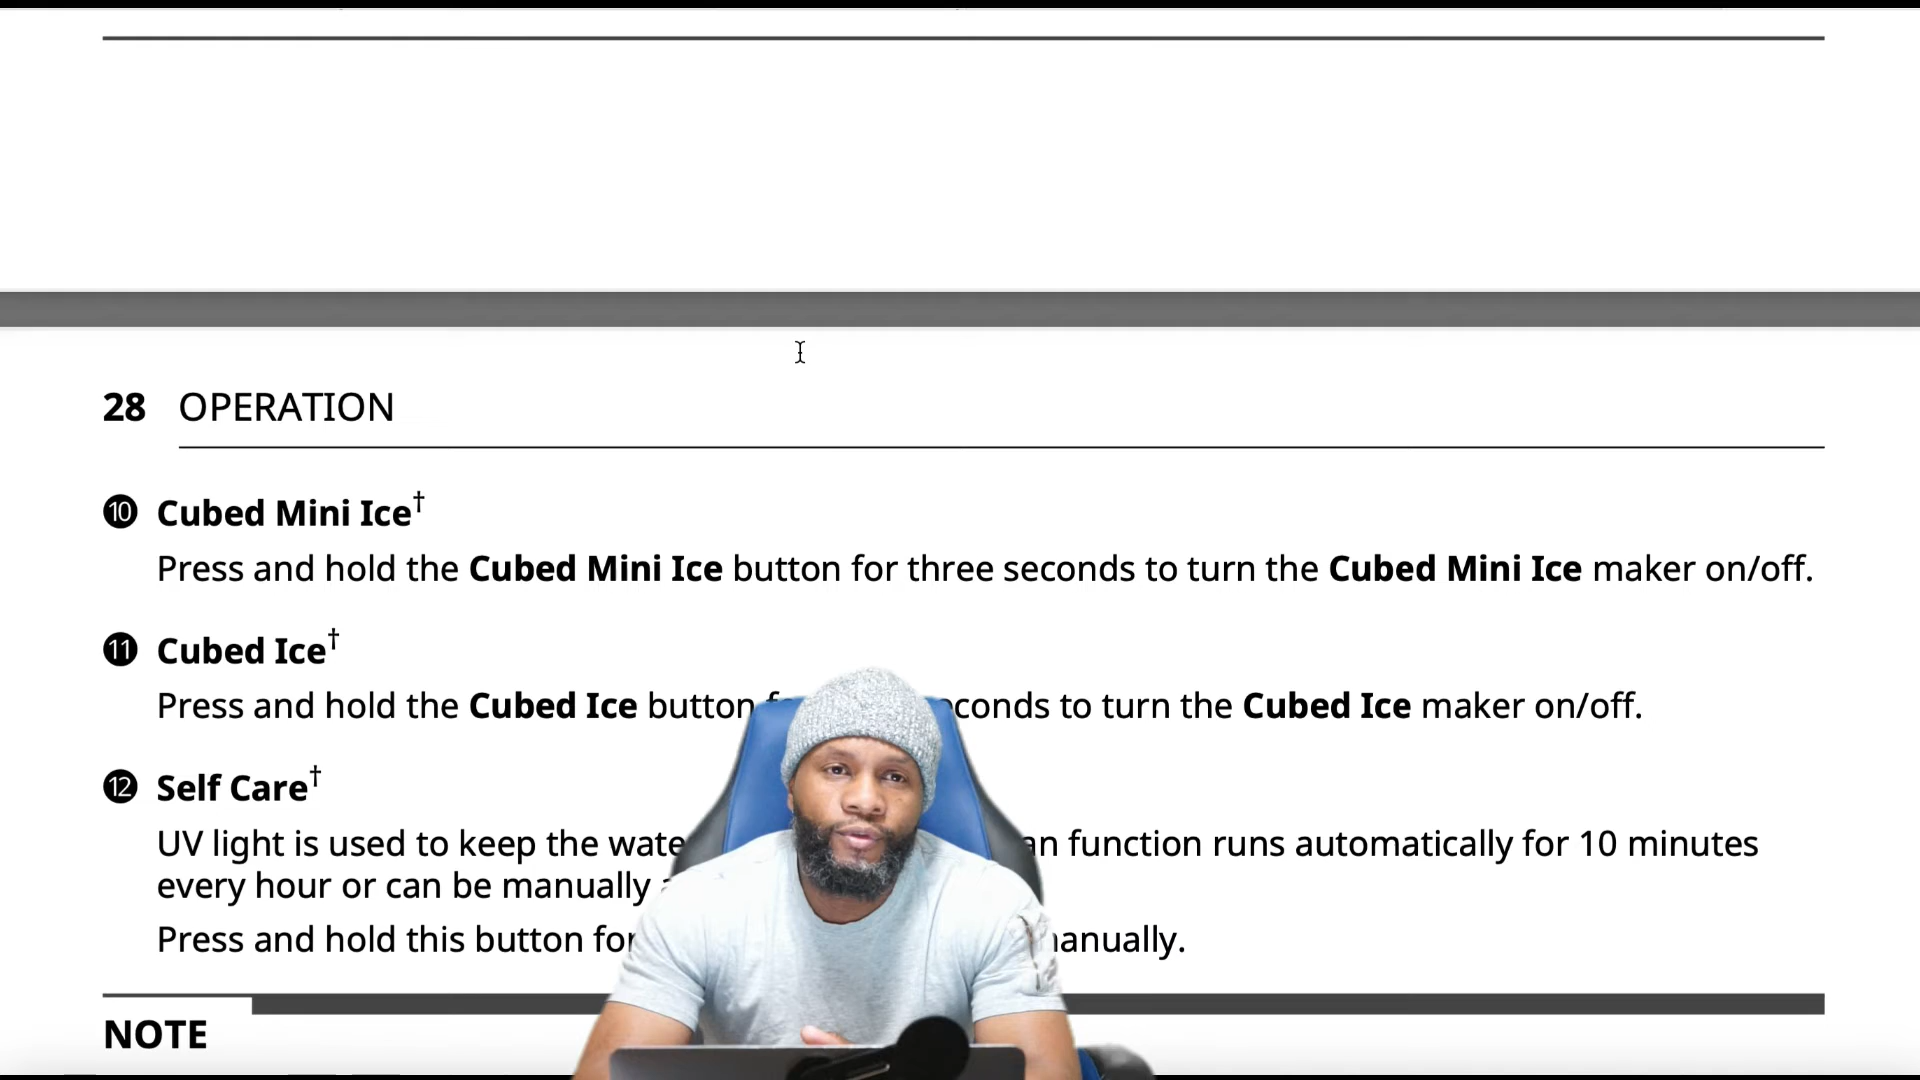 28 OPERATION
10 Cubed Mini Ice†
Press and hold the Cubed Mini Ice button for three seconds to turn the Cubed Mini Ice maker on/off.
11 Cubed Ice†
Press and hold the Cubed Ice button econds to turn the Cubed Ice maker on/off.
12 Self Care†
UV light is used to keep the wate an function runs automatically for 10 minutes
every hour or can be manually
Press and hold this button for anually.
NOTE